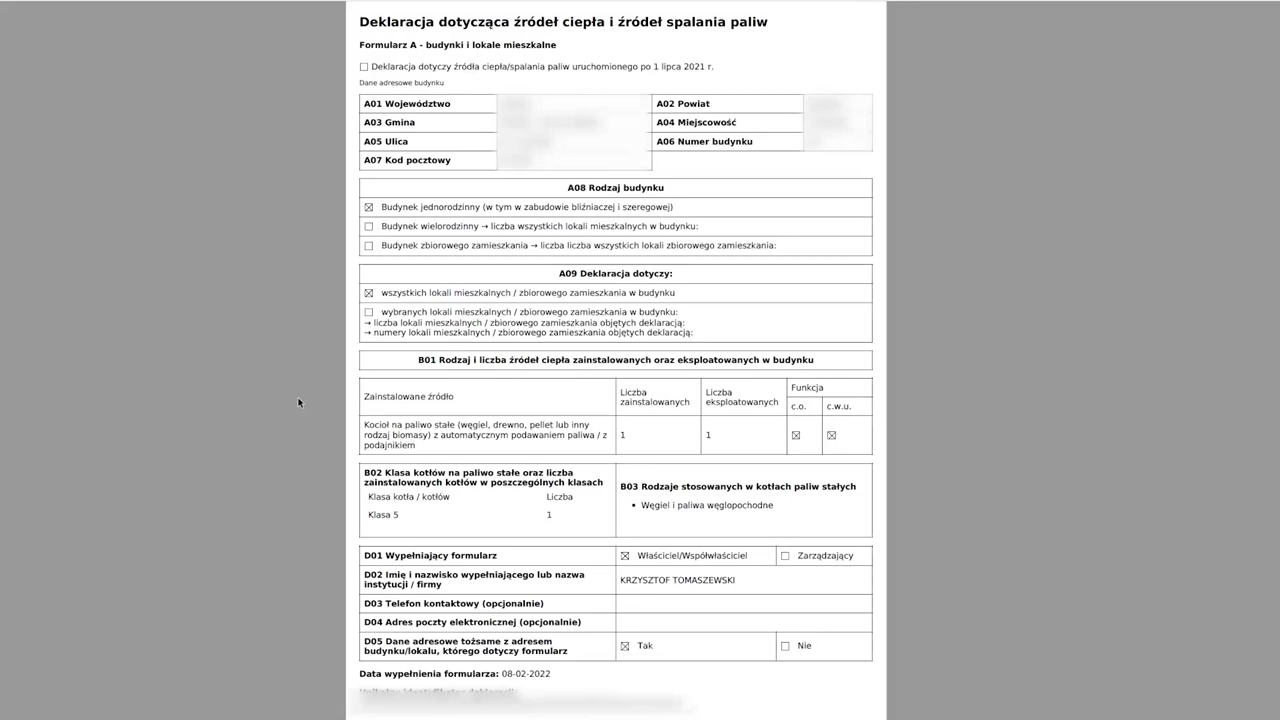 Deklaracja dotycząca źródeł ciepła i źródeł spalania paliw
Formularz A - budynki i lokale mieszkalne
☐ Deklaracja dotyczy źródła ciepła/spalania paliw uruchomionego po 1 lipca 2021 r.
Dane adresowe budynku
A01 Województwo A02 Powiat
A03 Gmina A04 Miejscowość
A05 Ulica A06 Numer budynku
A07 Kod pocztowy
A08 Rodzaj budynku
☒ Budynek jednorodzinny (w tym w zabudowie bliźniaczej i szeregowej)
☐ Budynek wielorodzinny → liczba wszystkich lokali mieszkalnych w budynku:
☐ Budynek zbiorowego zamieszkania → liczba liczba wszystkich lokali zbiorowego zamieszkania:
A09 Deklaracja dotyczy:
☒ wszystkich lokali mieszkalnych / zbiorowego zamieszkania w budynku
☐ wybranych lokali mieszkalnych / zbiorowego zamieszkania w budynku:
→ liczba lokali mieszkalnych / zbiorowego zamieszkania objętych deklaracją:
→ numery lokali mieszkalnych / zbiorowego zamieszkania objętych deklaracją:
B01 Rodzaj i liczba źródeł ciepła zainstalowanych oraz eksploatowanych w budynku
Zainstalowane źródło
Liczba
zainstalowanych
Liczba
eksploatowanych
Funkcja
c.o. c.w.u.
Kocioł na paliwo stałe (węgiel, drewno, pellet lub inny
rodzaj biomasy) z automatycznym podawaniem paliwa / z
podajnikiem
1 1 ☒ ☒
B02 Klasa kotłów na paliwo stałe oraz liczba
zainstalowanych kotłów w poszczególnych klasach
Klasa kotła / kotłów Liczba
Klasa 5 1
B03 Rodzaje stosowanych w kotłach paliw stałych
• Węgiel i paliwa węglopochodne
D01 Wypełniający formularz ☒ Właściciel/Współwłaściciel ☐ Zarządzający
D02 Imię i nazwisko wypełniającego lub nazwa
instytucji / firmy
KRZYSZTOF TOMASZEWSKI
D03 Telefon kontaktowy (opcjonalnie)
D04 Adres poczty elektronicznej (opcjonalnie)
D05 Dane adresowe tożsame z adresem
budynku/lokalu, którego dotyczy formularz
☒ Tak ☐ Nie
Data wypełnienia formularza: 08-02-2022